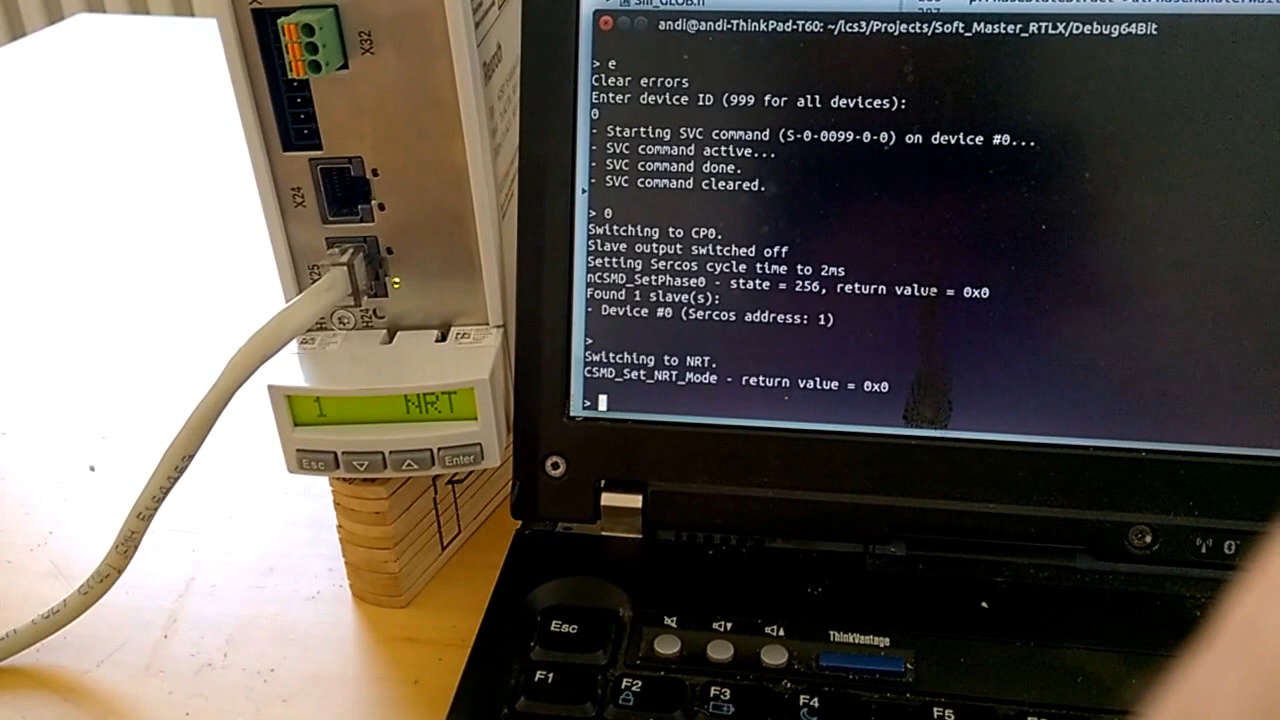 X32
Rexroth
X24
X25
H24
1 NRT
Esc
Enter
andi@andi-ThinkPad-T60: ~/lcs3/Projects/Soft_Master_RTLX/Debug64Bit
> e
Clear errors
Enter device ID (999 for all devices):
0
- Starting SVC command (S-0-0099-0-0) on device #0...
- SVC command active...
- SVC command done.
- SVC command cleared.
> 0
Switching to CP0.
Slave output switched off
Setting Sercos cycle time to 2ms
nCSMD_SetPhase0 - state = 256, return value = 0x0
Found 1 slave(s):
- Device #0 (Sercos address: 1)
>
Switching to NRT.
CSMD_Set_NRT_Mode - return value = 0x0
>
Esc
ThinkVantage
F1
F2
F3
F4
F5